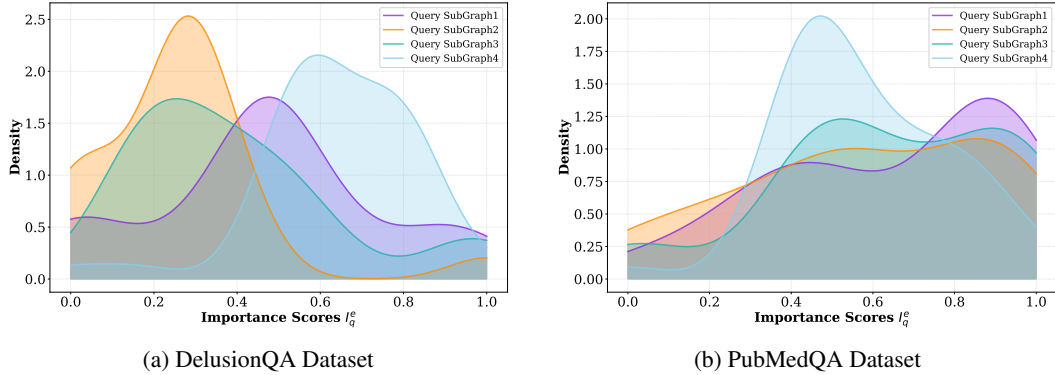 2.5
2.0
1.5
1.0
0.5
0.0
Density
0.0 0.2 0.4 0.6 0.8 1.0
Importance Scores I_q^e
Query SubGraph1
Query SubGraph2
Query SubGraph3
Query SubGraph4
(a) DelusionQA Dataset
2.00
1.75
1.50
1.25
1.00
0.75
0.50
0.25
0.00
Density
0.0 0.2 0.4 0.6 0.8 1.0
Importance Scores I_q^e
Query SubGraph1
Query SubGraph2
Query SubGraph3
Query SubGraph4
(b) PubMedQA Dataset